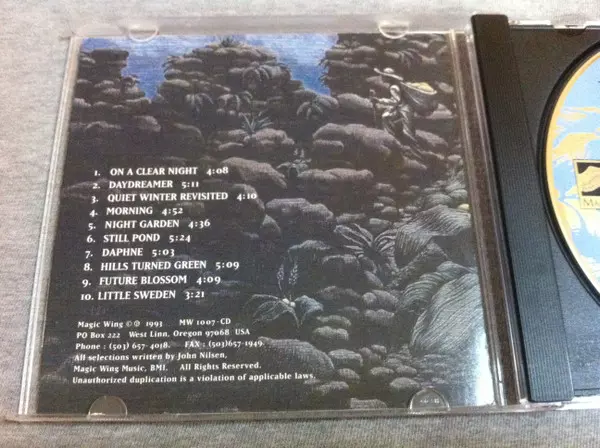 1. ON A CLEAR NIGHT 4:08
2. DAYDREAMER 5:11
3. QUIET WINTER REVISITED 4:10
4. MORNING 4:52
5. NIGHT GARDEN 4:36
6. STILL POND 5:24
7. DAPHNE 5:03
8. HILLS TURNED GREEN 5:09
9. FUTURE BLOSSOM 4:09
10. LITTLE SWEDEN 3:21
Magic Wing ©℗ 1993 MW 1007-CD
PO Box 222 West Linn, Oregon 97068 USA
Phone : (503) 657-4018. FAX : (503)657-1949.
All selections written by John Nilsen.
Magic Wing Music, BMI. All Rights Reserved.
Unauthorized duplication is a violation of applicable laws.